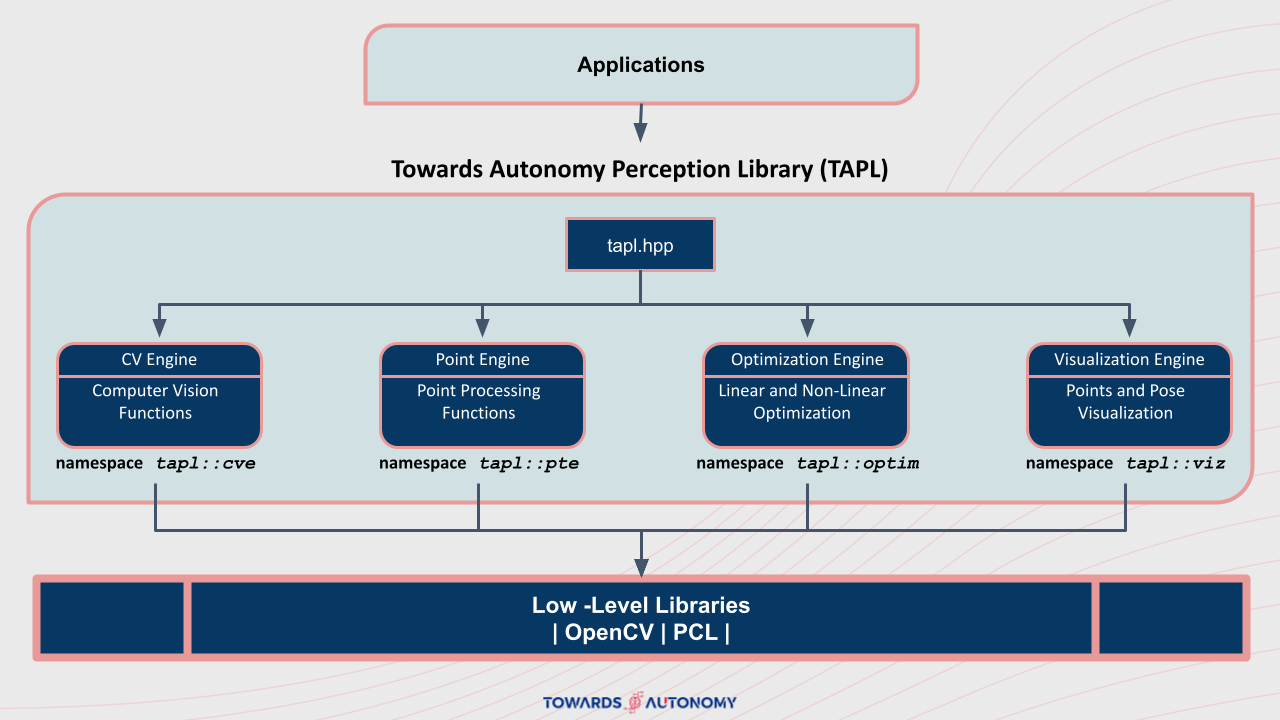 Applications
Towards Autonomy Perception Library (TAPL)
tapl.hpp
CV Engine
Computer Vision
Functions
namespace tapl::cve
Point Engine
Point Processing
Functions
namespace tapl::pte
Optimization Engine
Linear and Non-Linear
Optimization
namespace tapl::optim
Visualization Engine
Points and Pose
Visualization
namespace tapl::viz
Low -Level Libraries
| OpenCV | PCL |
TOWARDS AUTONOMY